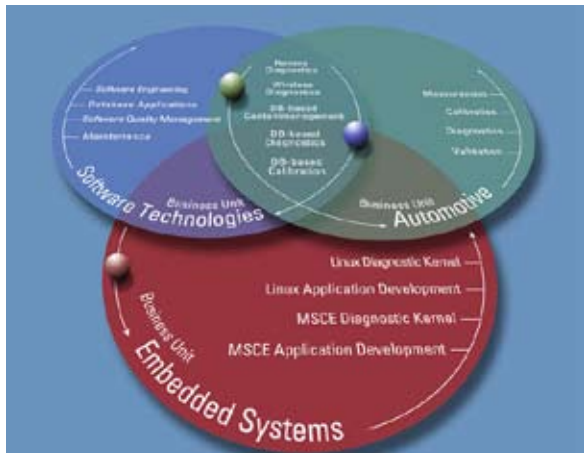 Software Engineering
Database Applications
Software Quality Management
Maintenance
Business Unit
Software Technologies
Remote
Diagnostics
Wireless
Diagnostics
DB-based
DB-based
Diagnostics
DB-based
Calibration
Measurement
Calibration
Diagnostics
Validation
Business Unit
Automotive
Linux Diagnostic Kernel
Linux Application Development
MSCE Diagnostic Kernel
MSCE Application Development
Business Unit
Embedded Systems